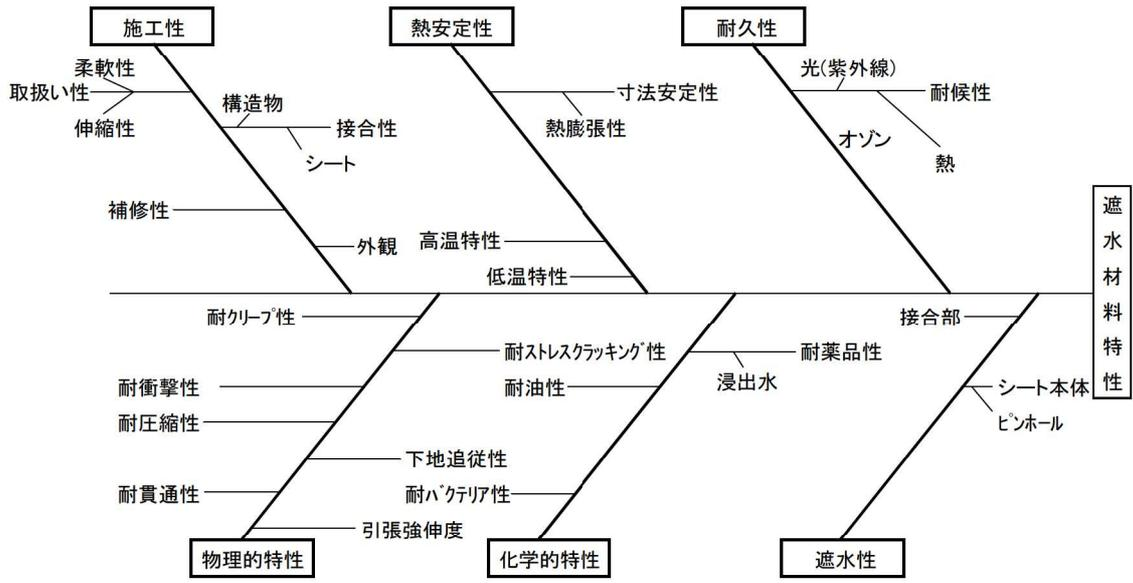 施工性
熱安定性
耐久性
柔軟性
取扱い性
伸縮性
構造物
接合性
シート
補修性
外観
寸法安定性
熱膨張性
高温特性
低温特性
光(紫外線)
耐候性
オゾン
熱
遮水材料特性
耐クリープ性
耐ストレスクラッキング性
耐衝撃性
耐圧縮性
下地追従性
耐貫通性
引張強伸度
物理的特性
耐薬品性
浸出水
耐油性
耐バクテリア性
化学的特性
接合部
シート本体
ピンホール
遮水性